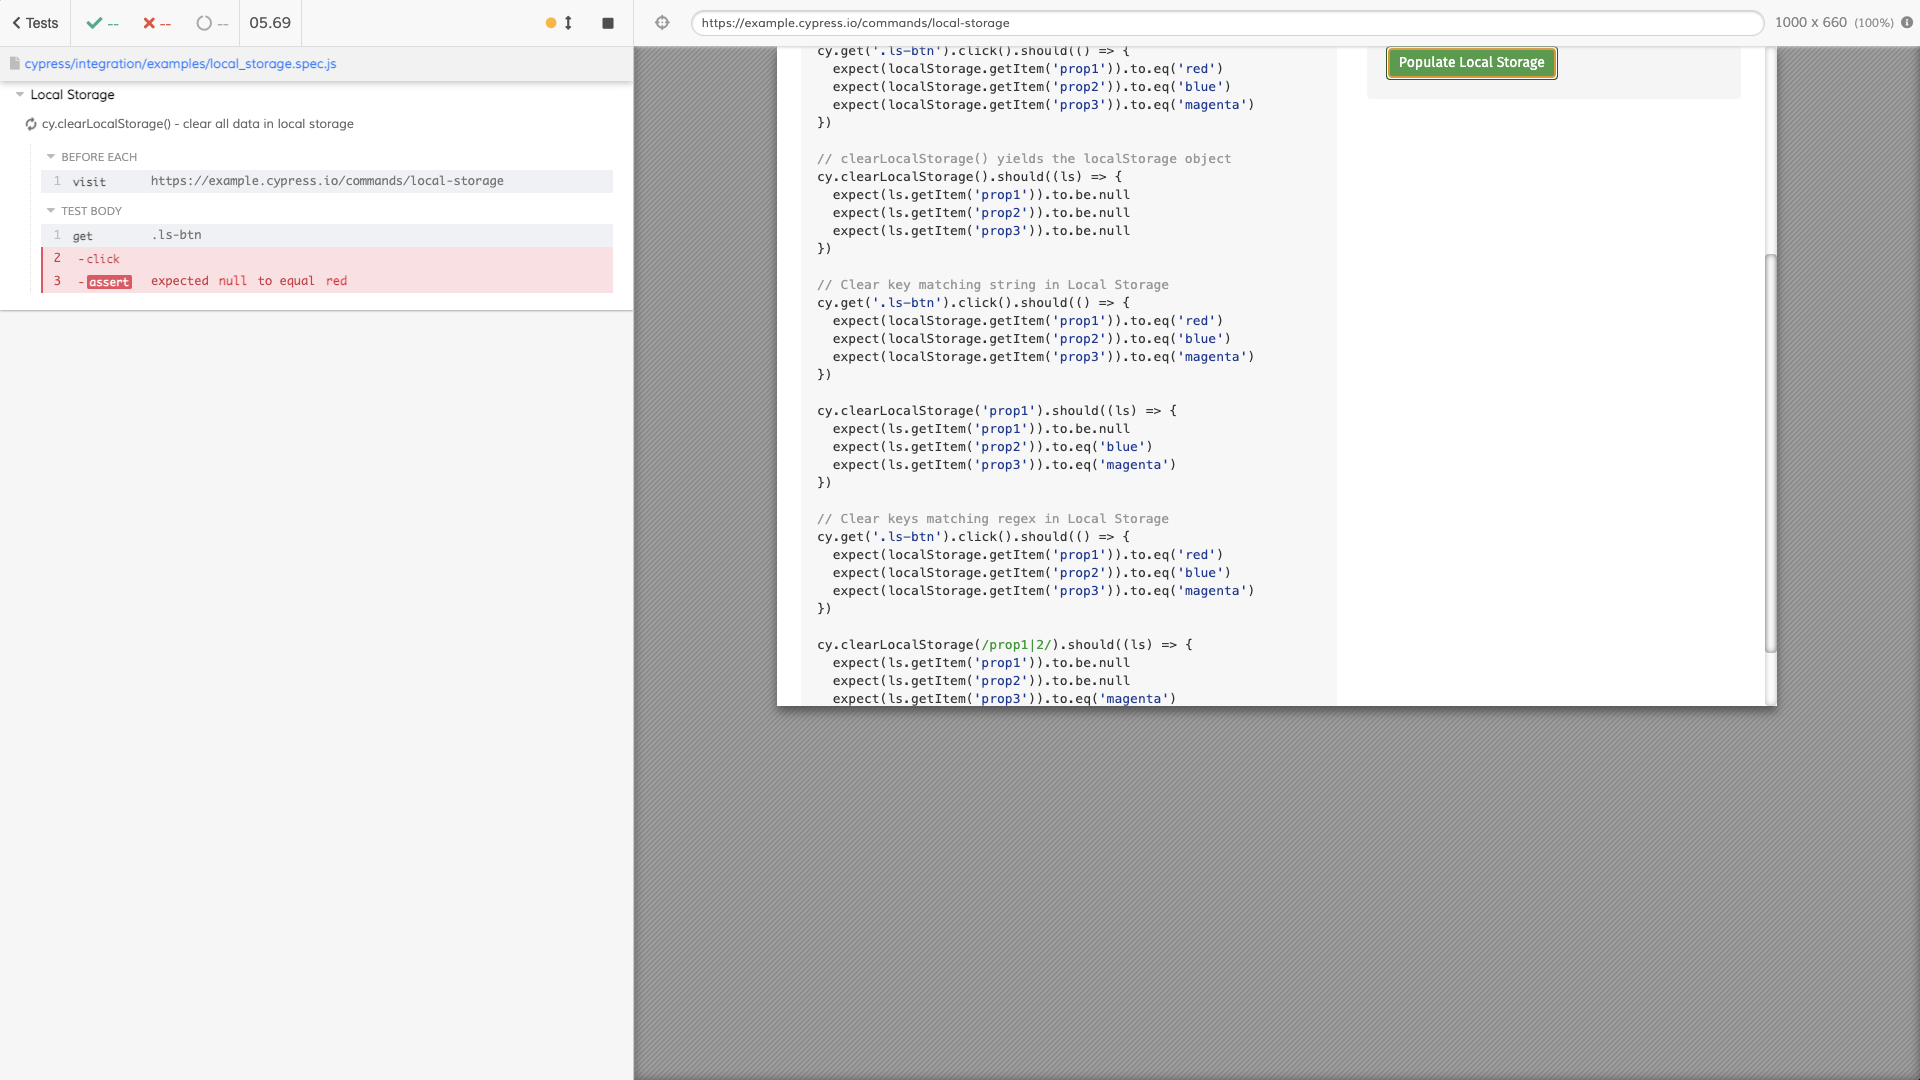 Tests
--
--
--
05.69
https://example.cypress.io/commands/local-storage
1000 x 660 (100%)
cypress/integration/examples/local_storage.spec.js
Local Storage
cy.clearLocalStorage() - clear all data in local storage
BEFORE EACH
1 visit https://example.cypress.io/commands/local-storage
TEST BODY
1 get .ls-btn
2 -click
3 -assert expected null to equal red
cy.get('.ls-btn').click().should(() => {
expect(localStorage.getItem('prop1')).to.eq('red')
expect(localStorage.getItem('prop2')).to.eq('blue')
expect(localStorage.getItem('prop3')).to.eq('magenta')
})
// clearLocalStorage() yields the localStorage object
cy.clearLocalStorage().should((ls) => {
expect(ls.getItem('prop1')).to.be.null
expect(ls.getItem('prop2')).to.be.null
expect(ls.getItem('prop3')).to.be.null
})
// Clear key matching string in Local Storage
cy.get('.ls-btn').click().should(() => {
expect(localStorage.getItem('prop1')).to.eq('red')
expect(localStorage.getItem('prop2')).to.eq('blue')
expect(localStorage.getItem('prop3')).to.eq('magenta')
})
cy.clearLocalStorage('prop1').should((ls) => {
expect(ls.getItem('prop1')).to.be.null
expect(ls.getItem('prop2')).to.eq('blue')
expect(ls.getItem('prop3')).to.eq('magenta')
})
// Clear keys matching regex in Local Storage
cy.get('.ls-btn').click().should(() => {
expect(localStorage.getItem('prop1')).to.eq('red')
expect(localStorage.getItem('prop2')).to.eq('blue')
expect(localStorage.getItem('prop3')).to.eq('magenta')
})
cy.clearLocalStorage(/prop1|2/).should((ls) => {
expect(ls.getItem('prop1')).to.be.null
expect(ls.getItem('prop2')).to.be.null
expect(ls.getItem('prop3')).to.eq('magenta')
Populate Local Storage